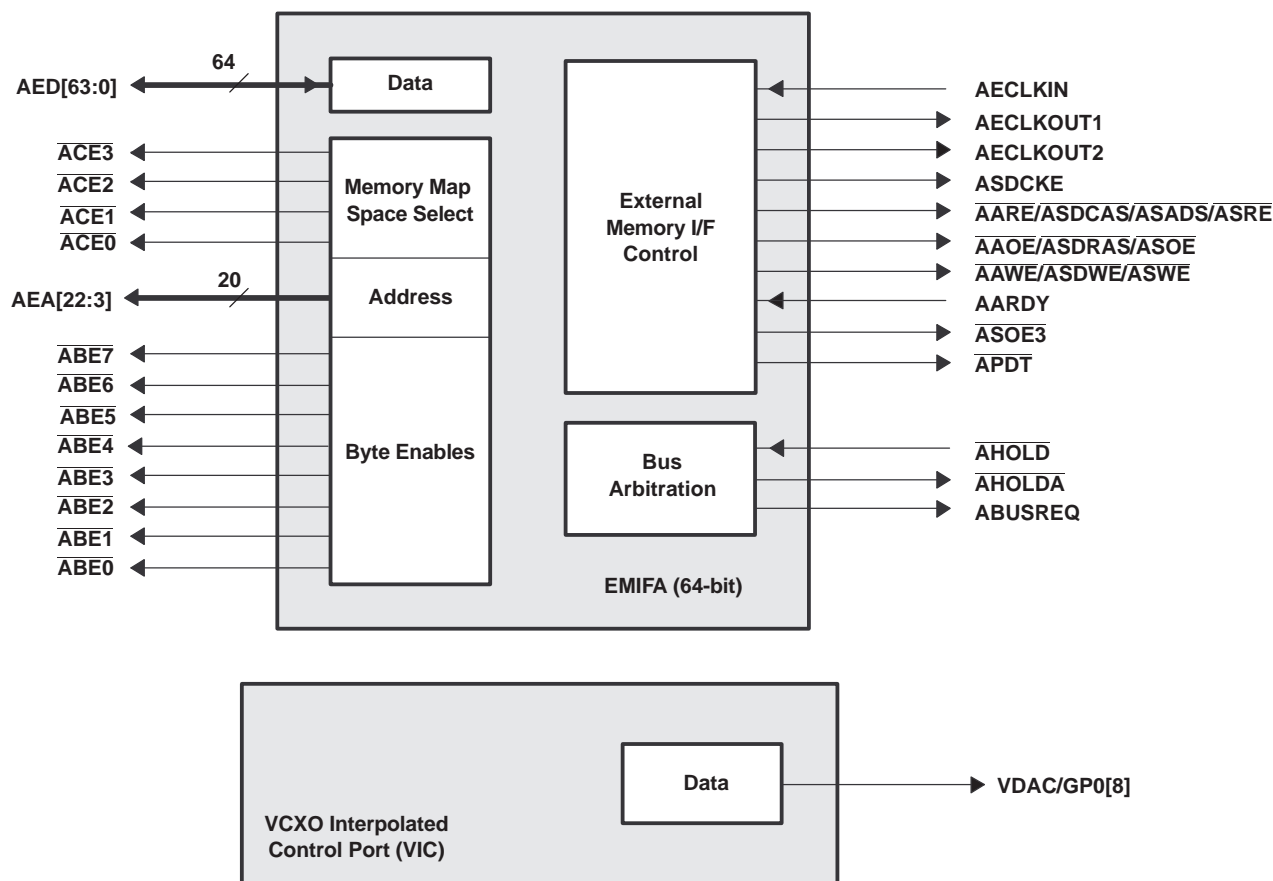 64
AED[63:0]
Data
ACE3
ACE2
ACE1
ACE0
Memory Map
Space Select
20
AEA[22:3]
Address
ABE7
ABE6
ABE5
ABE4
ABE3
ABE2
ABE1
ABE0
Byte Enables
External
Memory I/F
Control
AECLKIN
AECLKOUT1
AECLKOUT2
ASDCKE
AARE/ASDCAS/ASADS/ASRE
AAOE/ASDRAS/ASOE
AAWE/ASDWE/ASWE
AARDY
ASOE3
APDT
Bus
Arbitration
AHOLD
AHOLDA
ABUSREQ
EMIFA (64-bit)
Data
VDAC/GP0[8]
VCXO Interpolated
Control Port (VIC)